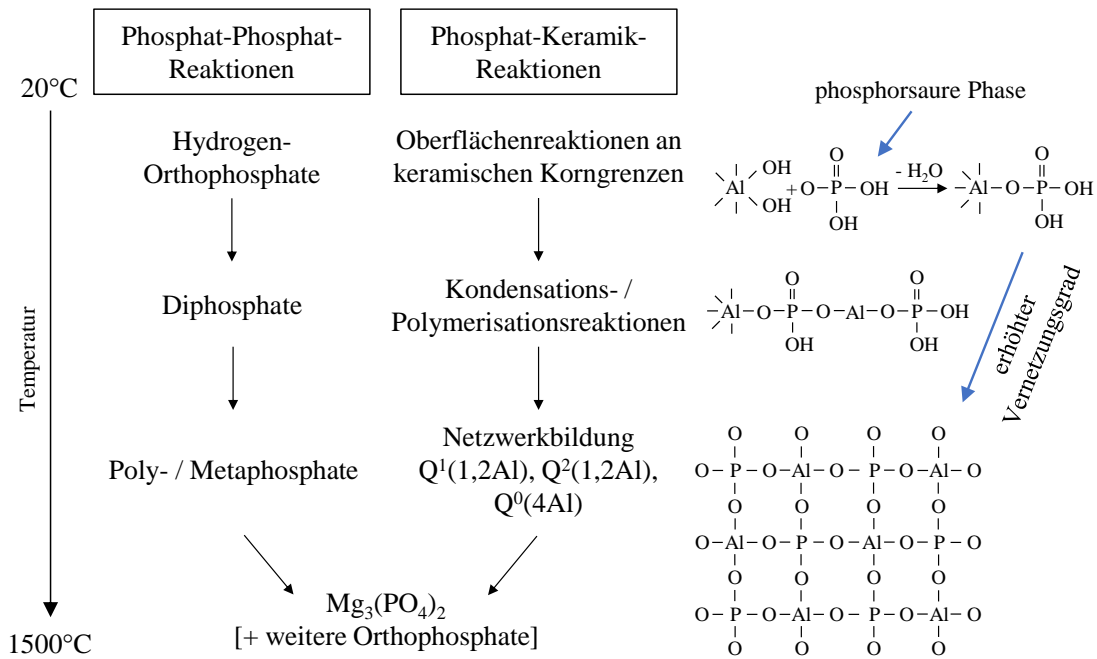 Phosphat-Phosphat-
Reaktionen
Phosphat-Keramik-
Reaktionen
20°C
Temperatur
1500°C
Hydrogen-
Orthophosphate
Diphosphate
Poly- / Metaphosphate
Oberflächenreaktionen an
keramischen Korngrenzen
Kondensations- /
Polymerisationsreaktionen
Netzwerkbildung
Q¹(1,2Al), Q²(1,2Al),
Q⁰(4Al)
Mg₃(PO₄)₂
[+ weitere Orthophosphate]
phosphorsaure Phase
OH O O
Al + O – P – OH - H₂O – Al – O – P – OH
OH OH OH
O O
Al – O – P – O – Al – O – P – OH
OH OH
erhöhter
Vernetzungsgrad
O O O O
O – P – O – Al – O – P – O – Al – O
O O O O
O – Al – O – P – O – Al – O – P – O
O O O O
O – P – O – Al – O – P – O – Al – O
O O O O